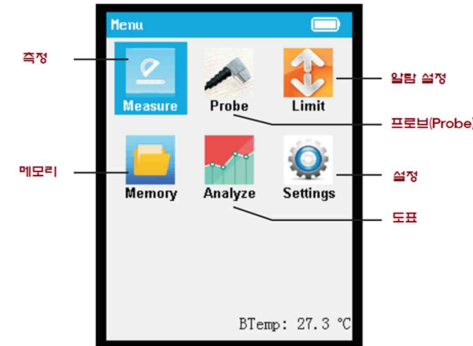 Menu
측정
Measure
Probe
Limit
알람 설정
프로브(Probe)
메모리
Memory
Analyze
Settings
설정
도표
BTemp: 27.3 ℃